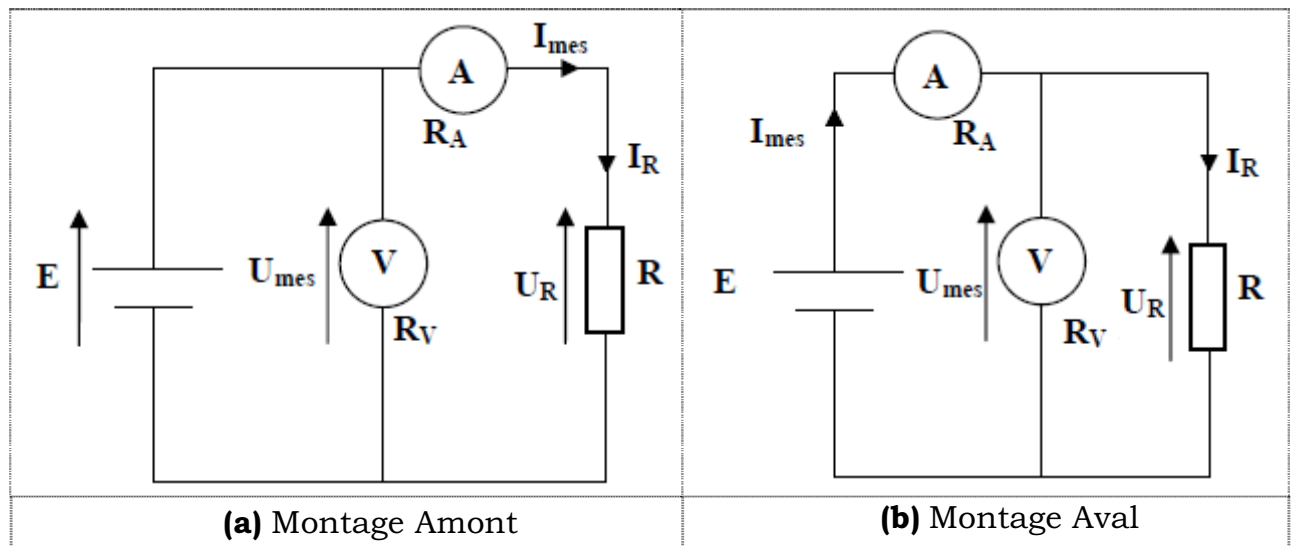 I_mes
A
R_A
I_R
E
U_mes
V
R_V
U_R
R
(a) Montage Amont
A
I_mes
R_A
I_R
E
U_mes
V
R_V
U_R
R
(b) Montage Aval